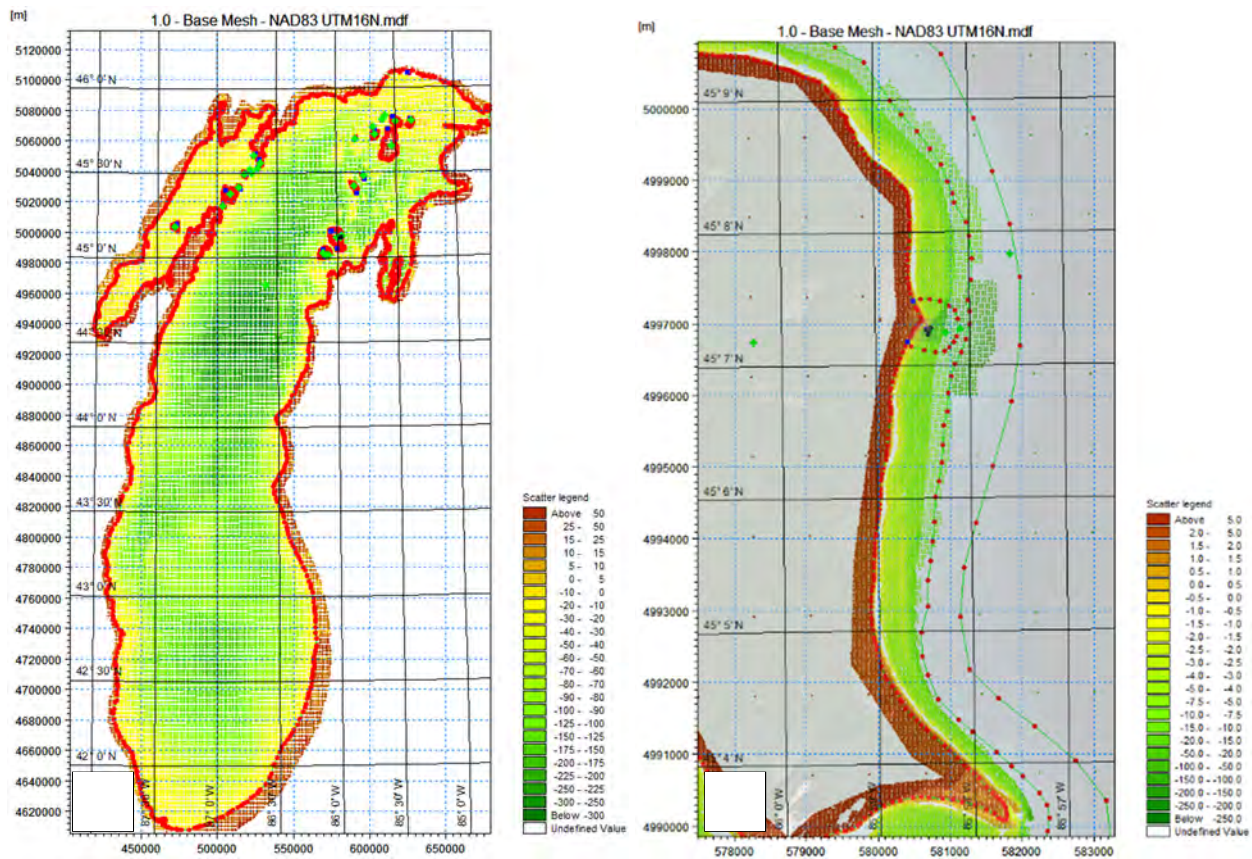 [m]
1.0 - Base Mesh - NAD83 UTM16N.mdf
5120000
5100000
5080000
5060000
5040000
5020000
5000000
4980000
4960000
4940000
4920000
4900000
4880000
4860000
4840000
4820000
4800000
4780000
4760000
4740000
4720000
4700000
4680000
4660000
4640000
4620000
46° 0' N
45° 30' N
45° 0' N
44° 0' N
43° 30' N
43° 0' N
42° 30' N
42° 0' N
87° 0' W
86° 30' W
86° 0' W
85° 30' W
85° 0' W
450000
500000
550000
600000
650000
Scatter legend
Above 50
25 - 50
15 - 25
10 - 15
5 - 10
0 - 5
-10 - 0
-20 - -10
-30 - -20
-40 - -30
-50 - -40
-60 - -50
-70 - -60
-80 - -70
-90 - -80
-100 - -90
-125 - -100
-150 - -125
-175 - -150
-200 - -175
-225 - -200
-250 - -225
-300 - -250
Below -300
Undefined Value
[m]
1.0 - Base Mesh - NAD83 UTM16N.mdf
5000000
4999000
4998000
4997000
4996000
4995000
4994000
4993000
4992000
4991000
4990000
45° 9' N
45° 8' N
45° 7' N
45° 6' N
45° 5' N
45° 4' N
86° 0' W
85° 57' W
578000
579000
580000
581000
582000
583000
Scatter legend
Above 5.0
2.0 - 5.0
1.5 - 2.0
1.0 - 1.5
0.5 - 1.0
0.0 - 0.5
-0.5 - 0.0
-1.0 - -0.5
-1.5 - -1.0
-2.0 - -1.5
-2.5 - -2.0
-3.0 - -2.5
-4.0 - -3.0
-5.0 - -4.0
-7.5 - -5.0
-10.0 - -7.5
-15.0 - -10.0
-20.0 - -15.0
-50.0 - -20.0
-100.0 - -50.0
-150.0 - -100.0
-200.0 - -150.0
-250.0 - -200.0
Below -250.0
Undefined Value